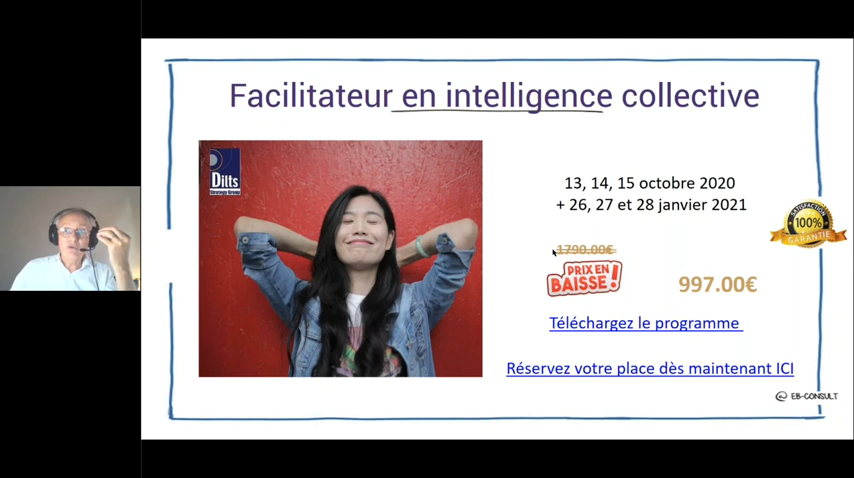 Facilitateur en intelligence collective
Dilts
Strategy Group
13, 14, 15 octobre 2020
+ 26, 27 et 28 janvier 2021
1790.00€
PRIX EN
BAISSE !
997.00€
SATISFACTION
100%
GARANTIE
Téléchargez le programme
Réservez votre place dès maintenant ICI
@ EB-CONSULT